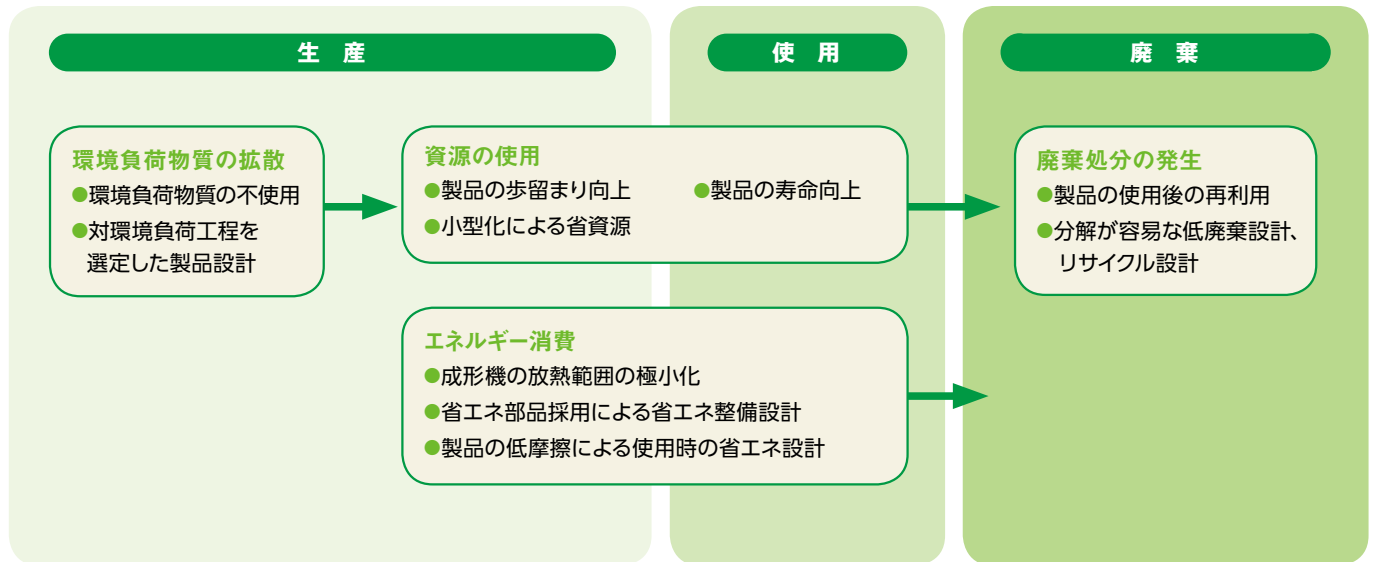 生 産
使 用
廃 棄
環境負荷物質の拡散
●環境負荷物質の不使用
●対環境負荷工程を
選定した製品設計
資源の使用
●製品の歩留まり向上
●製品の寿命向上
●小型化による省資源
エネルギー消費
●成形機の放熱範囲の極小化
●省エネ部品採用による省エネ整備設計
●製品の低摩擦による使用時の省エネ設計
廃棄処分の発生
●製品の使用後の再利用
●分解が容易な低廃棄設計、
リサイクル設計